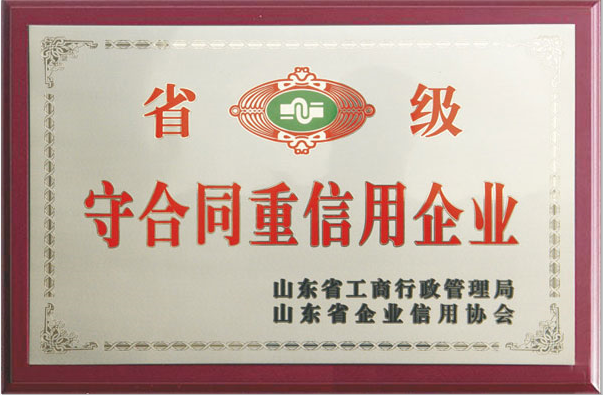 省 级
守合同重信用企业
山东省工商行政管理局
山东省企业信用协会